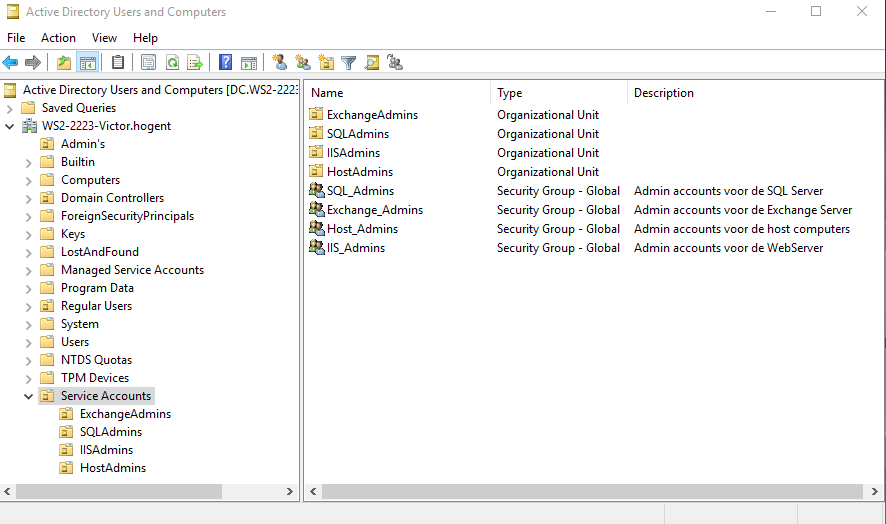 Active Directory Users and Computers
File Action View Help
Active Directory Users and Computers [DC.WS2-2223
Saved Queries
WS2-2223-Victor.hogent
Admin's
Builtin
Computers
Domain Controllers
ForeignSecurityPrincipals
Keys
LostAndFound
Managed Service Accounts
Program Data
Regular Users
System
Users
NTDS Quotas
TPM Devices
Service Accounts
ExchangeAdmins
SQLAdmins
IISAdmins
HostAdmins
Name Type Description
ExchangeAdmins Organizational Unit
SQLAdmins Organizational Unit
IISAdmins Organizational Unit
HostAdmins Organizational Unit
SQL_Admins Security Group - Global Admin accounts voor de SQL Server
Exchange_Admins Security Group - Global Admin accounts voor de Exchange Server
Host_Admins Security Group - Global Admin accounts voor de host computers
IIS_Admins Security Group - Global Admin accounts voor de WebServer